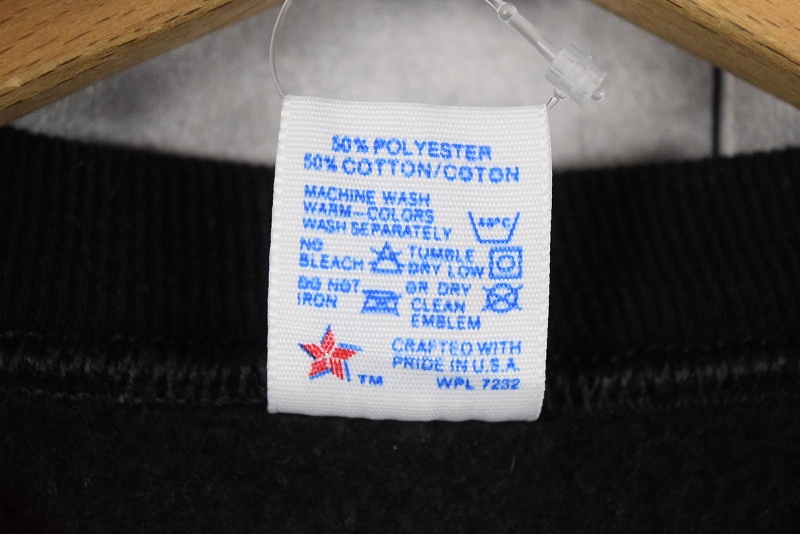 50% POLYESTER
50% COTTON/COTON
MACHINE WASH
WARM—COLORS
WASH SEPARATELY
40°C
NO
BLEACH
TUMBLE
DRY LOW
DO NOT
IRON
OR DRY
CLEAN
EMBLEM
CRAFTED WITH
PRIDE IN U.S.A.
TM
WPL 7232